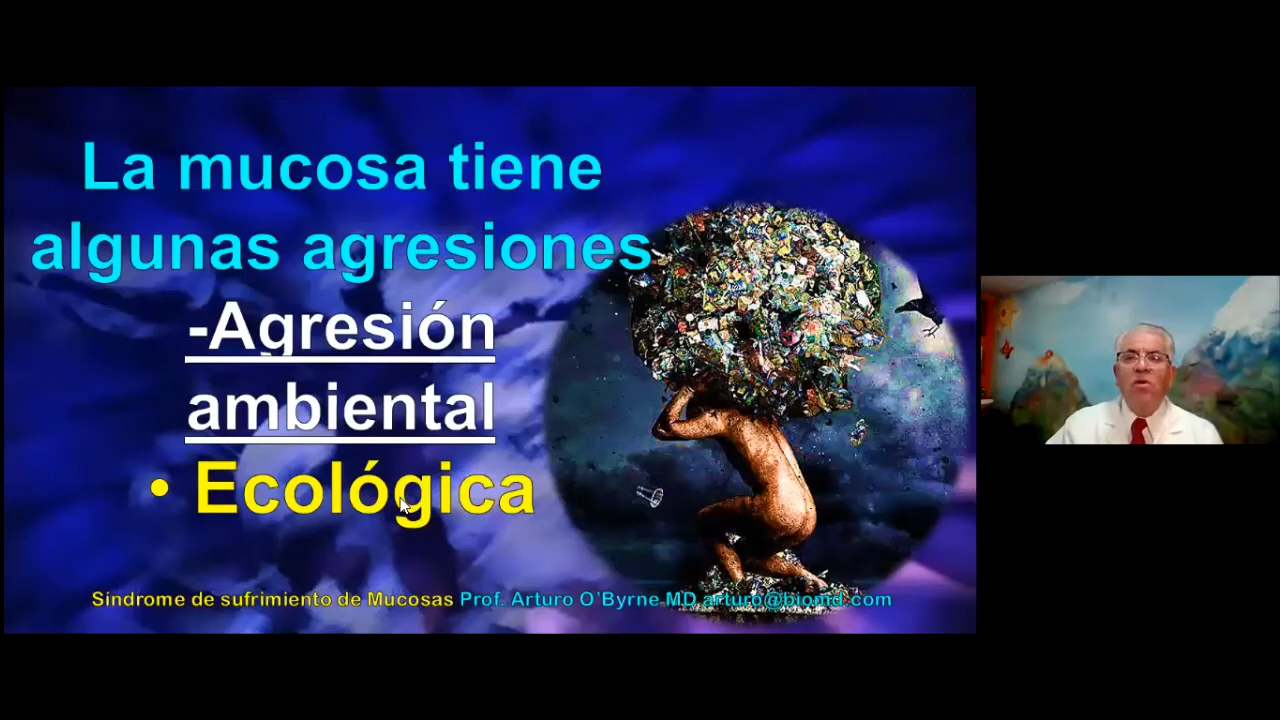 La mucosa tiene
algunas agresiones
-Agresión
ambiental
• Ecológica
Síndrome de sufrimiento de Mucosas Prof. Arturo O'Byrne MD arturo@biomd.com